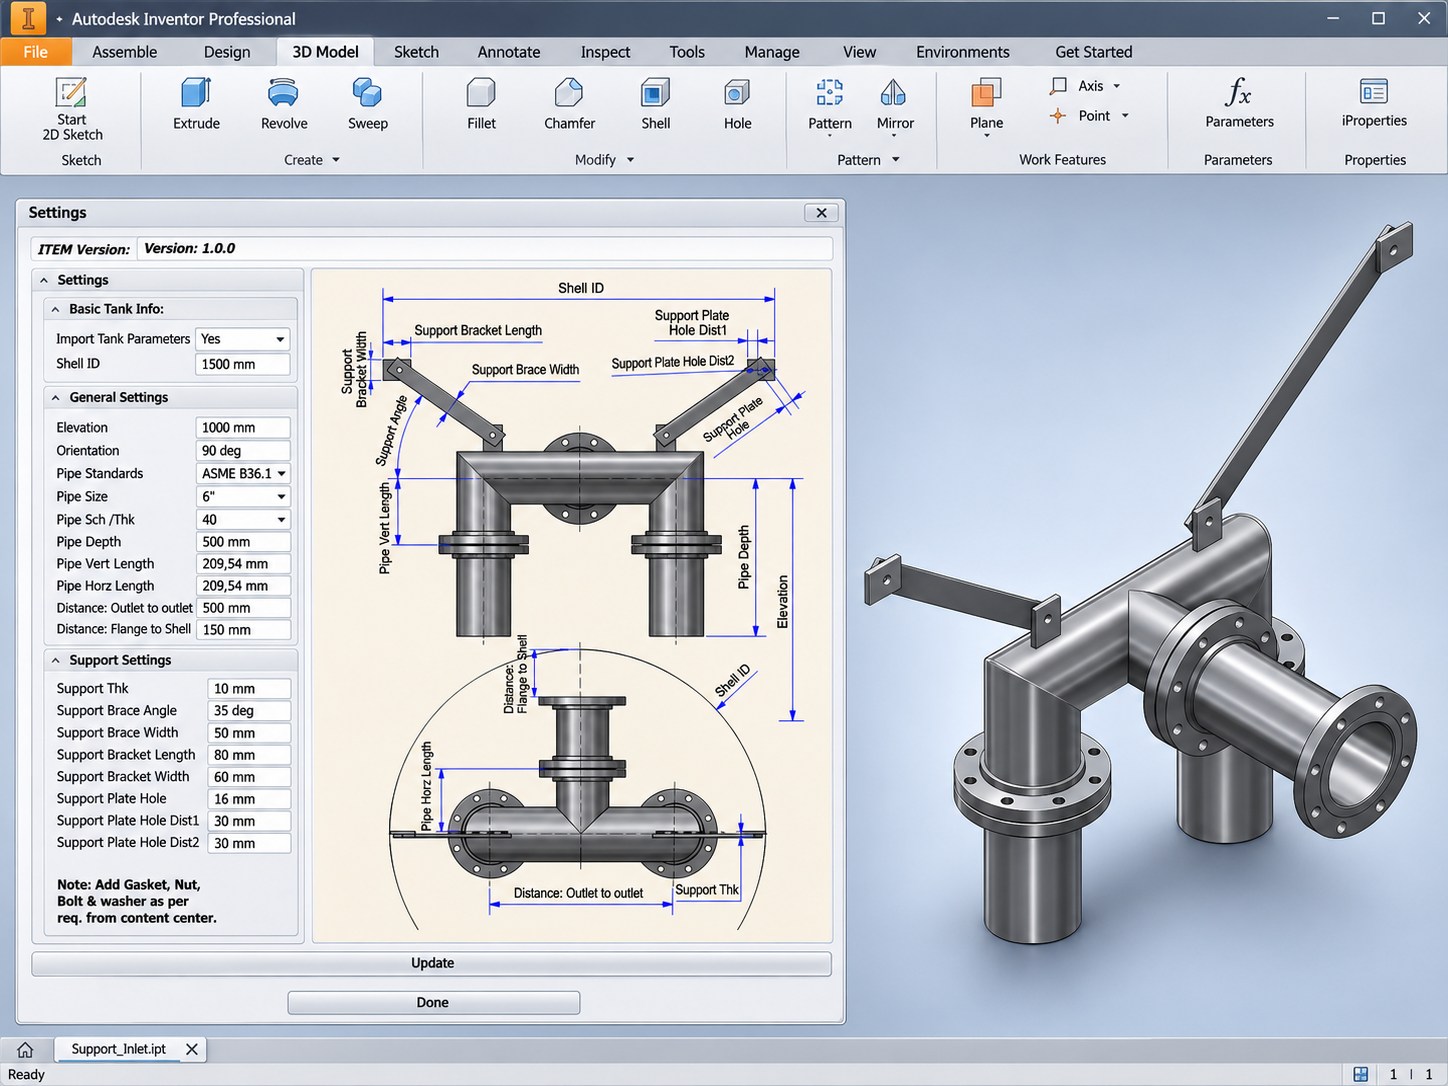 Autodesk Inventor Professional
File
Assemble
Design
3D Model
Sketch
Annotate
Inspect
Tools
Manage
View
Environments
Get Started
Start
2D Sketch
Extrude
Revolve
Sweep
Fillet
Chamfer
Shell
Hole
Pattern
Mirror
Plane
Axis
Point
fx
Parameters
iProperties
Sketch
Create
Modify
Pattern
Work Features
Parameters
Properties
Settings
ITEM Version: Version: 1.0.0
Settings
Basic Tank Info:
Import Tank Parameters Yes
Shell ID 1500 mm
General Settings
Elevation 1000 mm
Orientation 90 deg
Pipe Standards ASME B36.1
Pipe Size 6"
Pipe Sch /Thk 40
Pipe Depth 500 mm
Pipe Vert Length 209,54 mm
Pipe Horz Length 209,54 mm
Distance: Outlet to outlet 500 mm
Distance: Flange to Shell 150 mm
Support Settings
Support Thk 10 mm
Support Brace Angle 35 deg
Support Brace Width 50 mm
Support Bracket Length 80 mm
Support Bracket Width 60 mm
Support Plate Hole 16 mm
Support Plate Hole Dist1 30 mm
Support Plate Hole Dist2 30 mm
Note: Add Gasket, Nut,
Bolt & washer as per
req. from content center.
Shell ID
Support Bracket Length
Support Plate
Hole Dist1
Support
Bracket Width
Support Brace Width
Support Plate Hole Dist2
Support Angle
Support Plate
Hole
Pipe Vert Length
Pipe Depth
Elevation
Distance:
Flange to Shell
Shell ID
Pipe Horz Length
Distance: Outlet to outlet
Support Thk
Update
Done
Support_Inlet.ipt
Ready
1 | 1